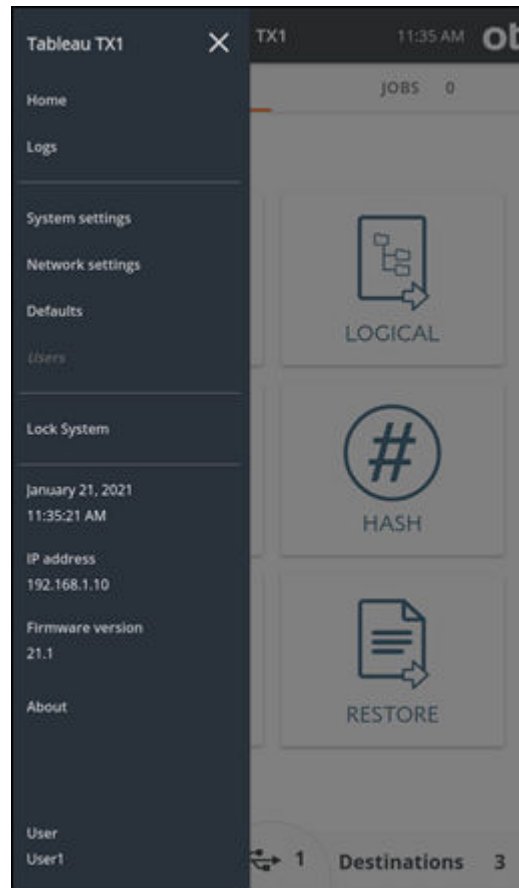 Tableau TX1
TX1
11:35 AM
Home
JOBS 0
Logs
System settings
Network settings
Defaults
Users
LOGICAL
Lock System
January 21, 2021
11:35:21 AM
#
HASH
IP address
192.168.1.10
Firmware version
21.1
About
RESTORE
User
User1
1
Destinations 3